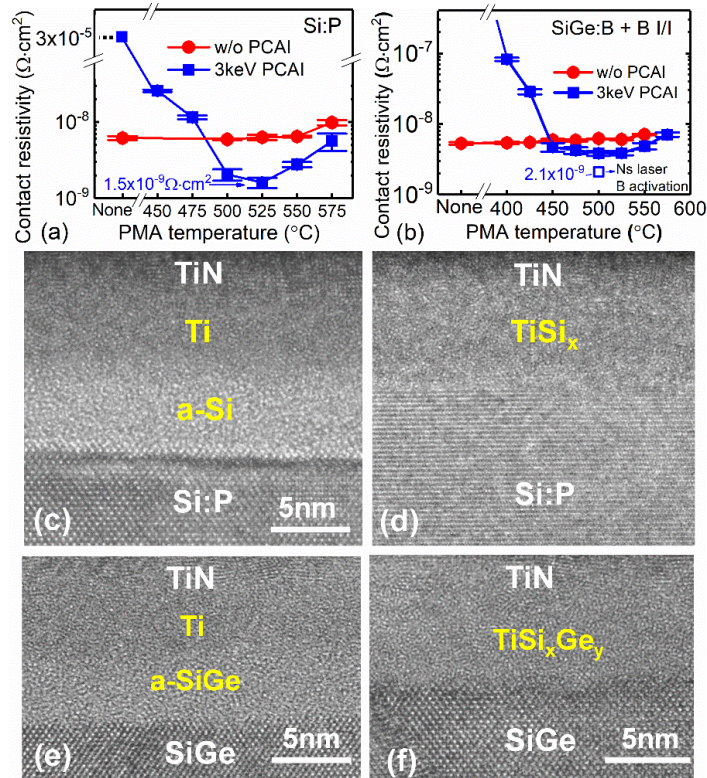 Contact resistivity (Ω·cm²)
3x10⁻⁵
10⁻⁸
10⁻⁹
Si:P
w/o PCAI
3keV PCAI
1.5x10⁻⁹Ω·cm²
None 450 475 500 525 550 575
(a) PMA temperature (°C)
Contact resistivity (Ω·cm²)
10⁻⁷
10⁻⁸
10⁻⁹
SiGe:B + B I/I
w/o PCAI
3keV PCAI
2.1x10⁻⁹
Ns laser
B activation
None 400 450 500 550 600
(b) PMA temperature (°C)
TiN
Ti
a-Si
Si:P
(c) 5nm
TiN
TiSiₓ
Si:P
(d)
TiN
Ti
a-SiGe
SiGe
(e) 5nm
TiN
TiSiₓGeᵧ
SiGe
(f) 5nm